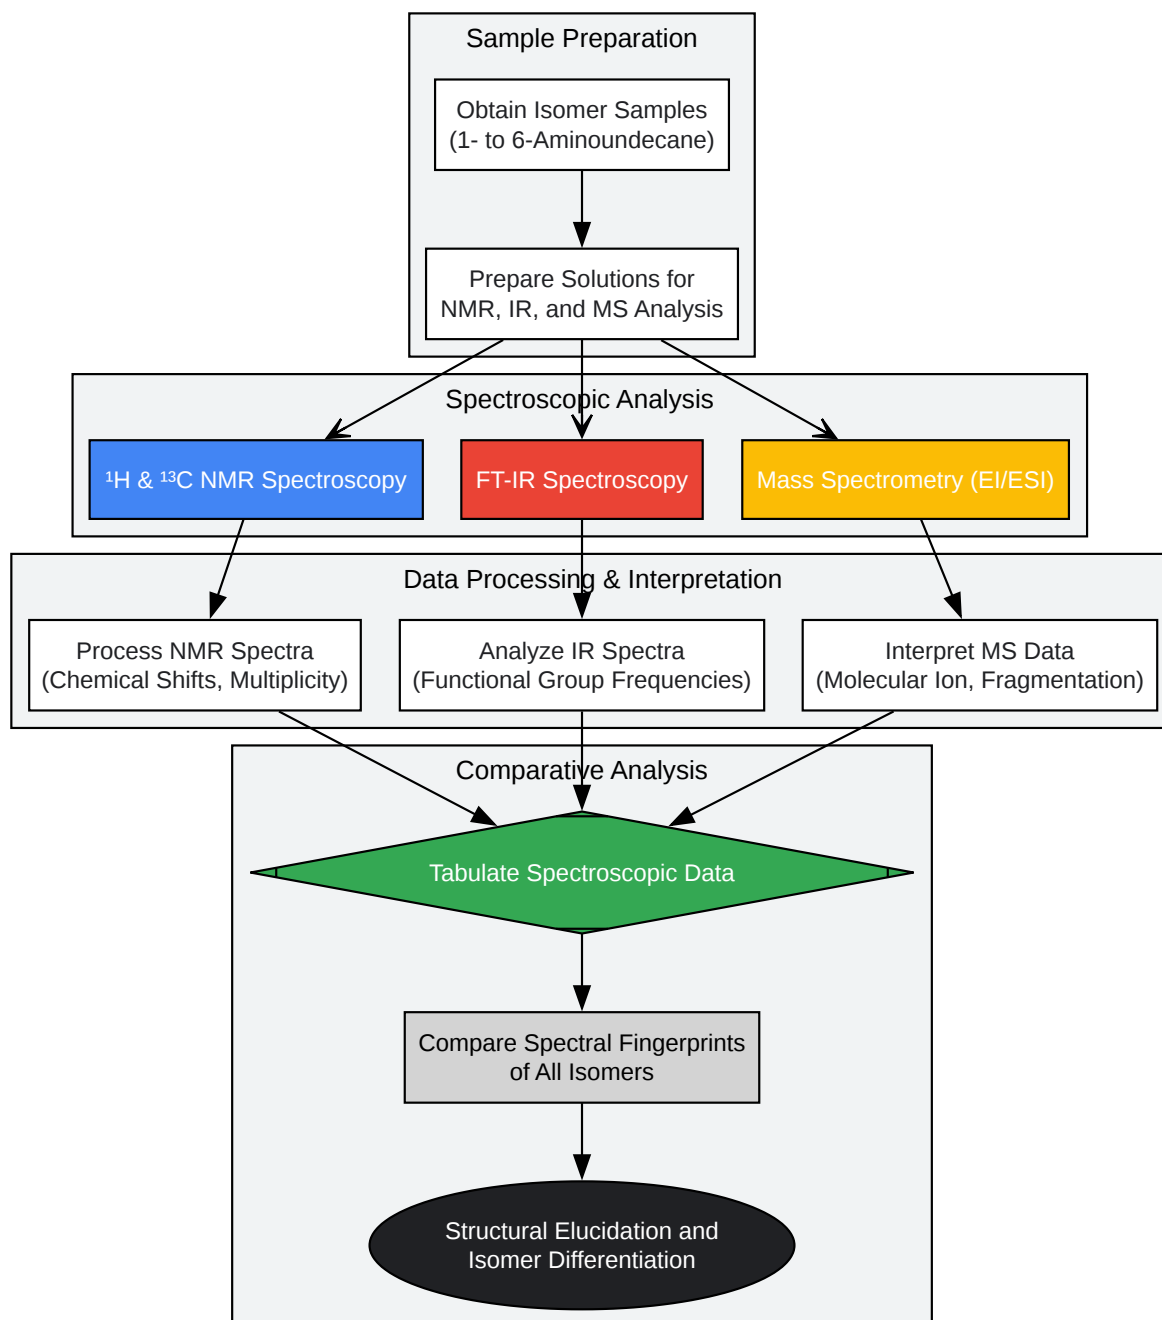 Sample Preparation
Obtain Isomer Samples
(1- to 6-Aminoundecane)
Prepare Solutions for
NMR, IR, and MS Analysis
Spectroscopic Analysis
¹H & ¹³C NMR Spectroscopy
FT-IR Spectroscopy
Mass Spectrometry (EI/ESI)
Data Processing & Interpretation
Process NMR Spectra
(Chemical Shifts, Multiplicity)
Analyze IR Spectra
(Functional Group Frequencies)
Interpret MS Data
(Molecular Ion, Fragmentation)
Comparative Analysis
Tabulate Spectroscopic Data
Compare Spectral Fingerprints
of All Isomers
Structural Elucidation and
Isomer Differentiation